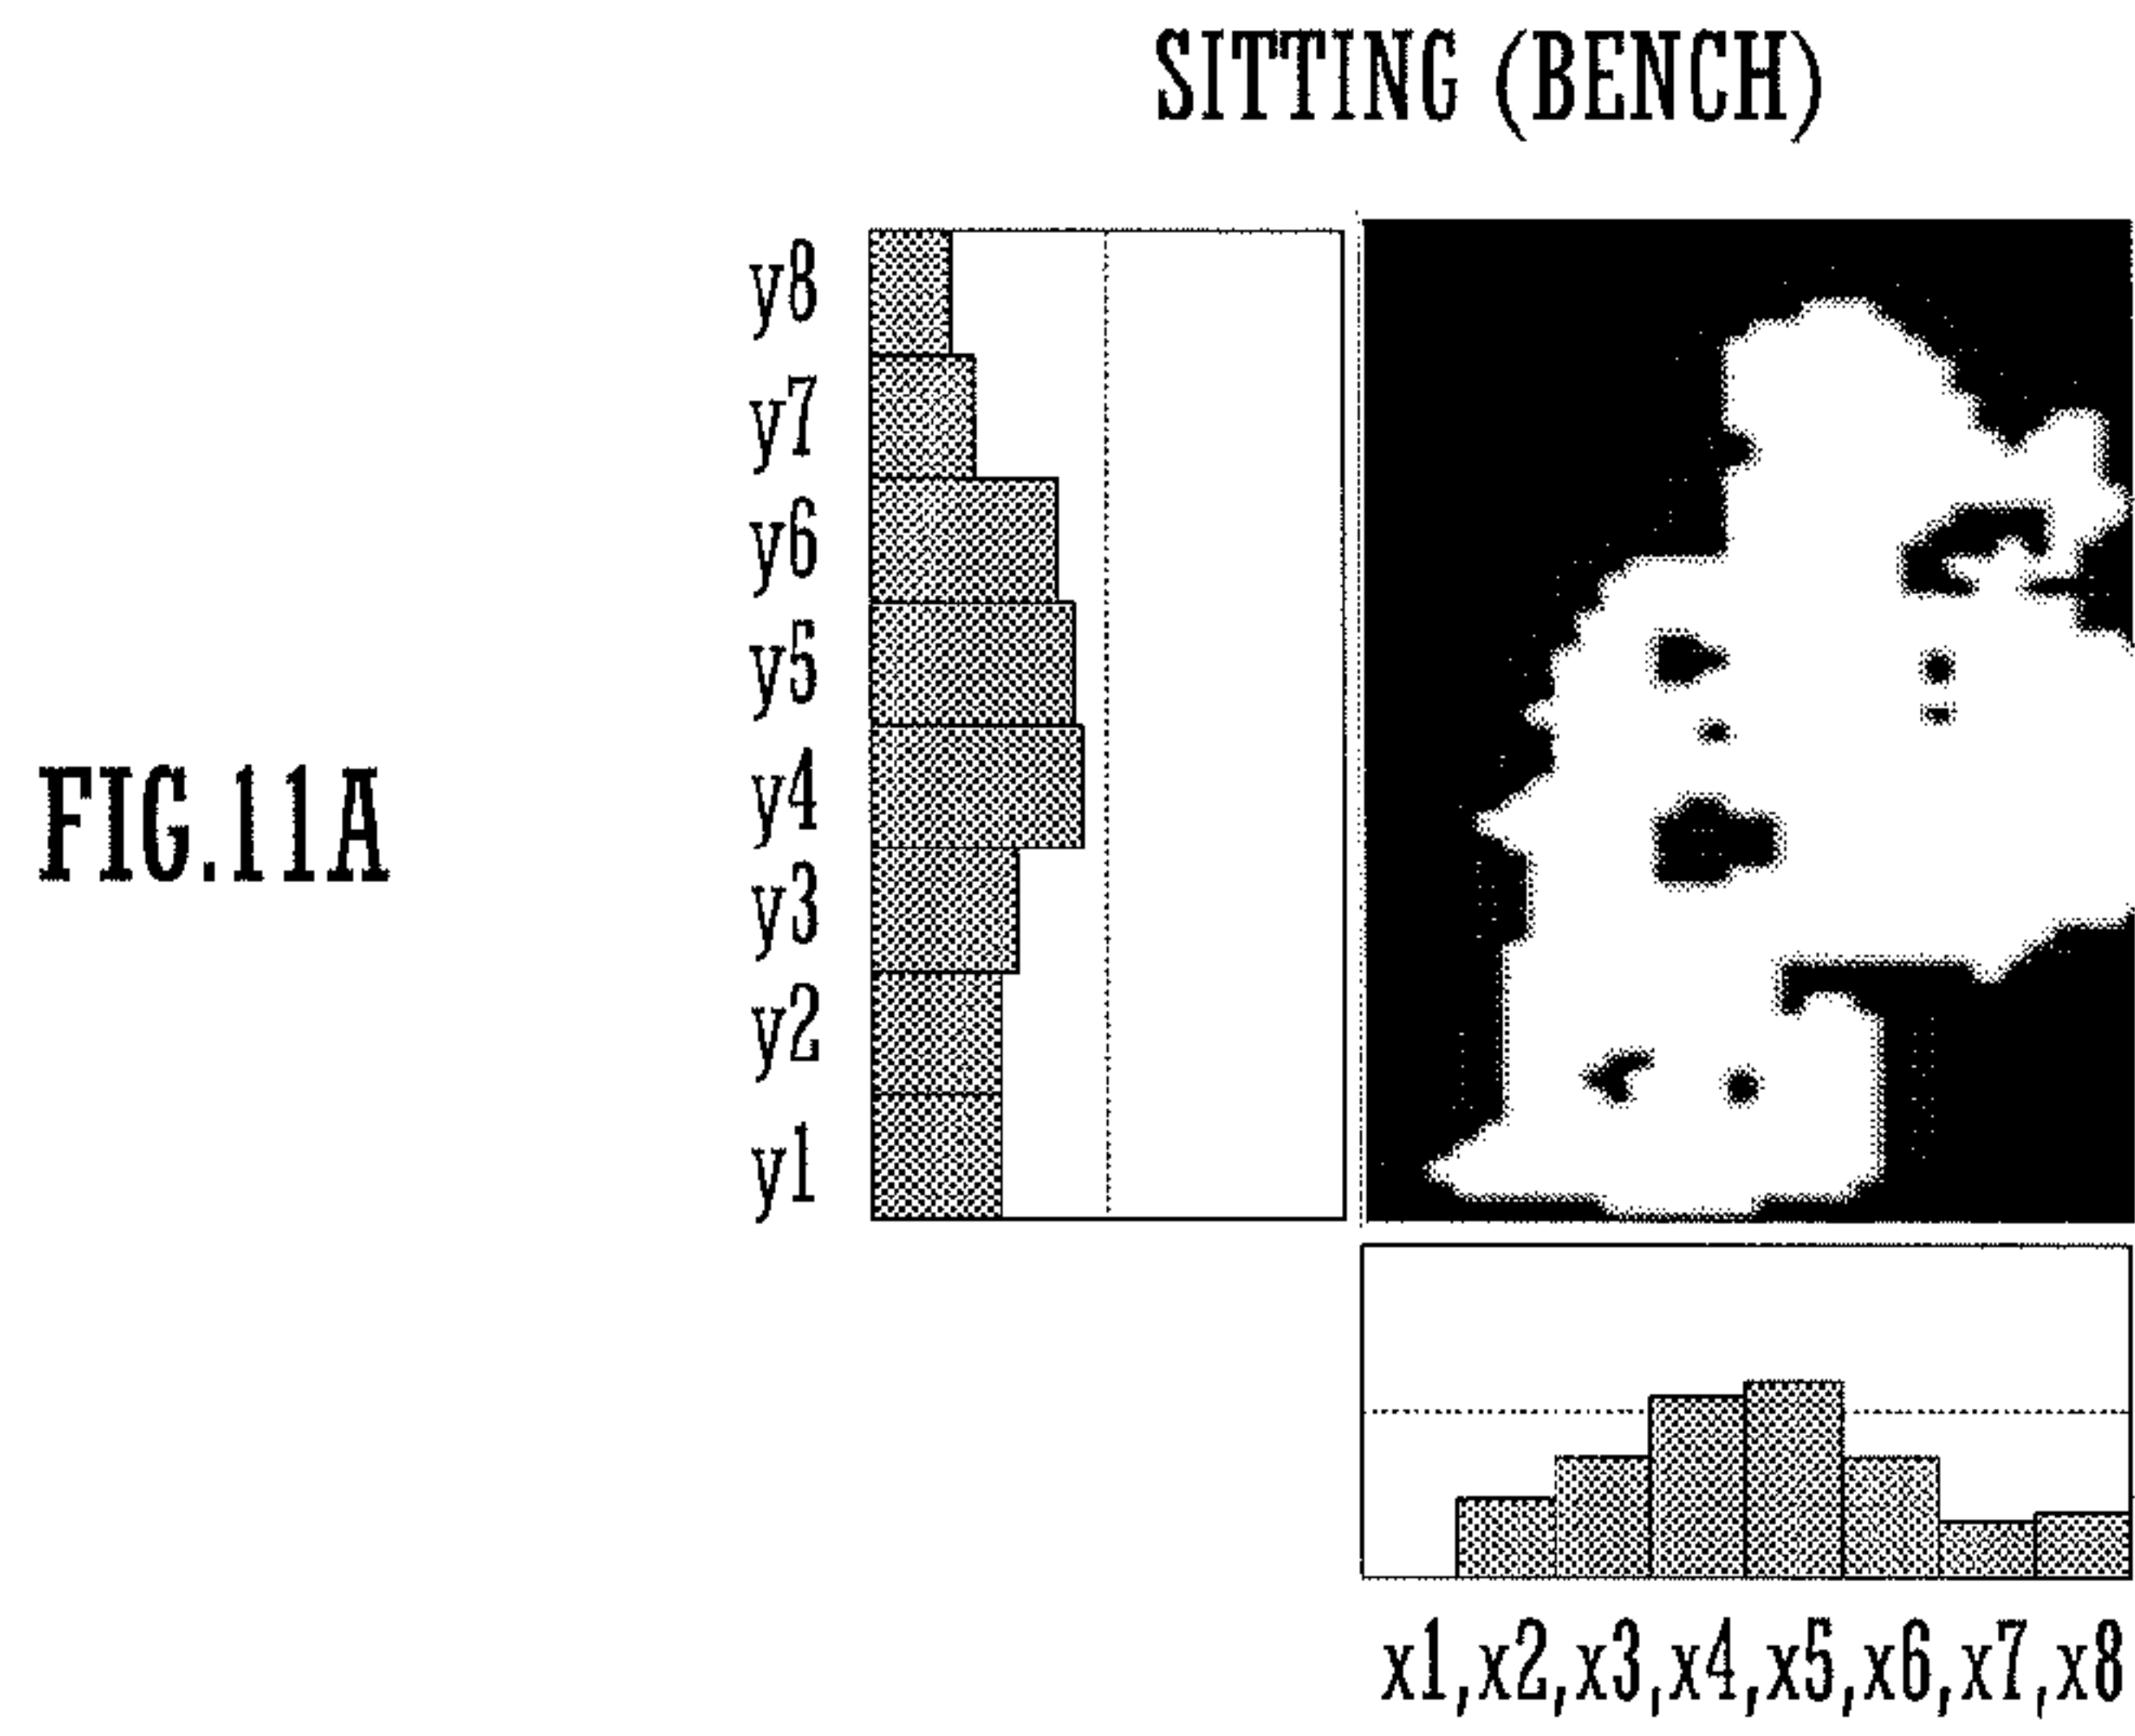 SITTING (BENCH)
y8
y7
y6
y5
FIG.11A
y4
y3
y2
y1
x1,x2,x3,x4,x5,x6,x7,x8